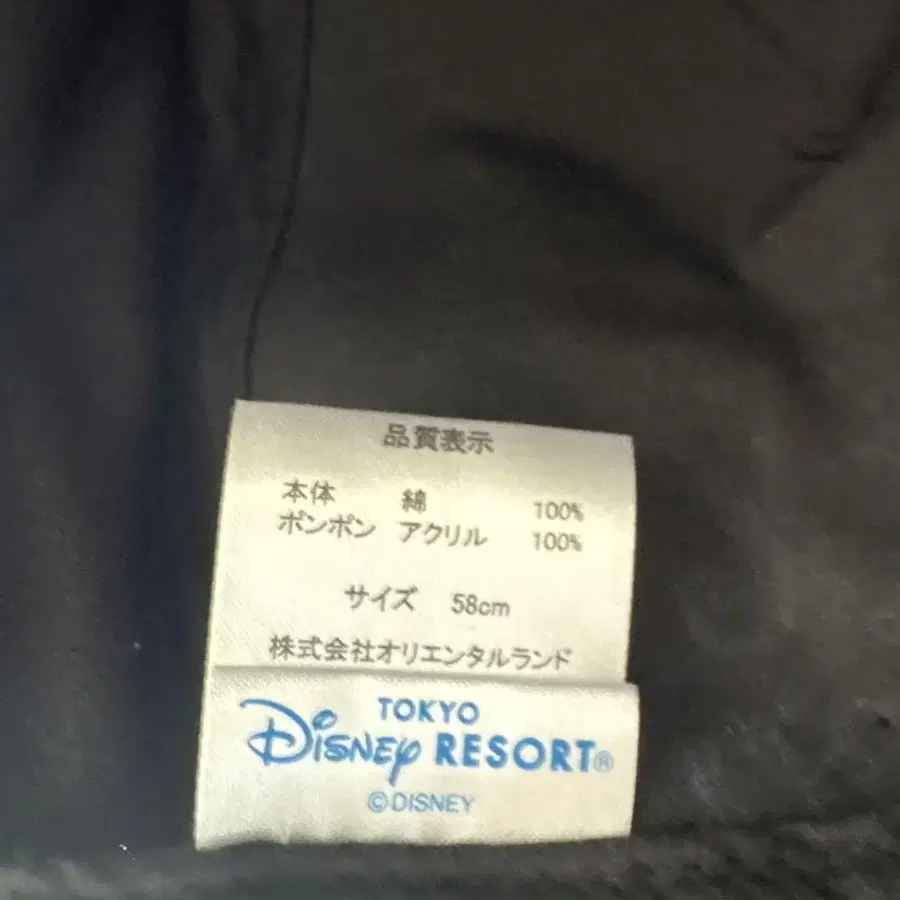 品質表示
本体 綿 100%
ポンポン アクリル 100%
サイズ 58cm
株式会社オリエンタルランド
TOKYO
Disney RESORT®
©DISNEY